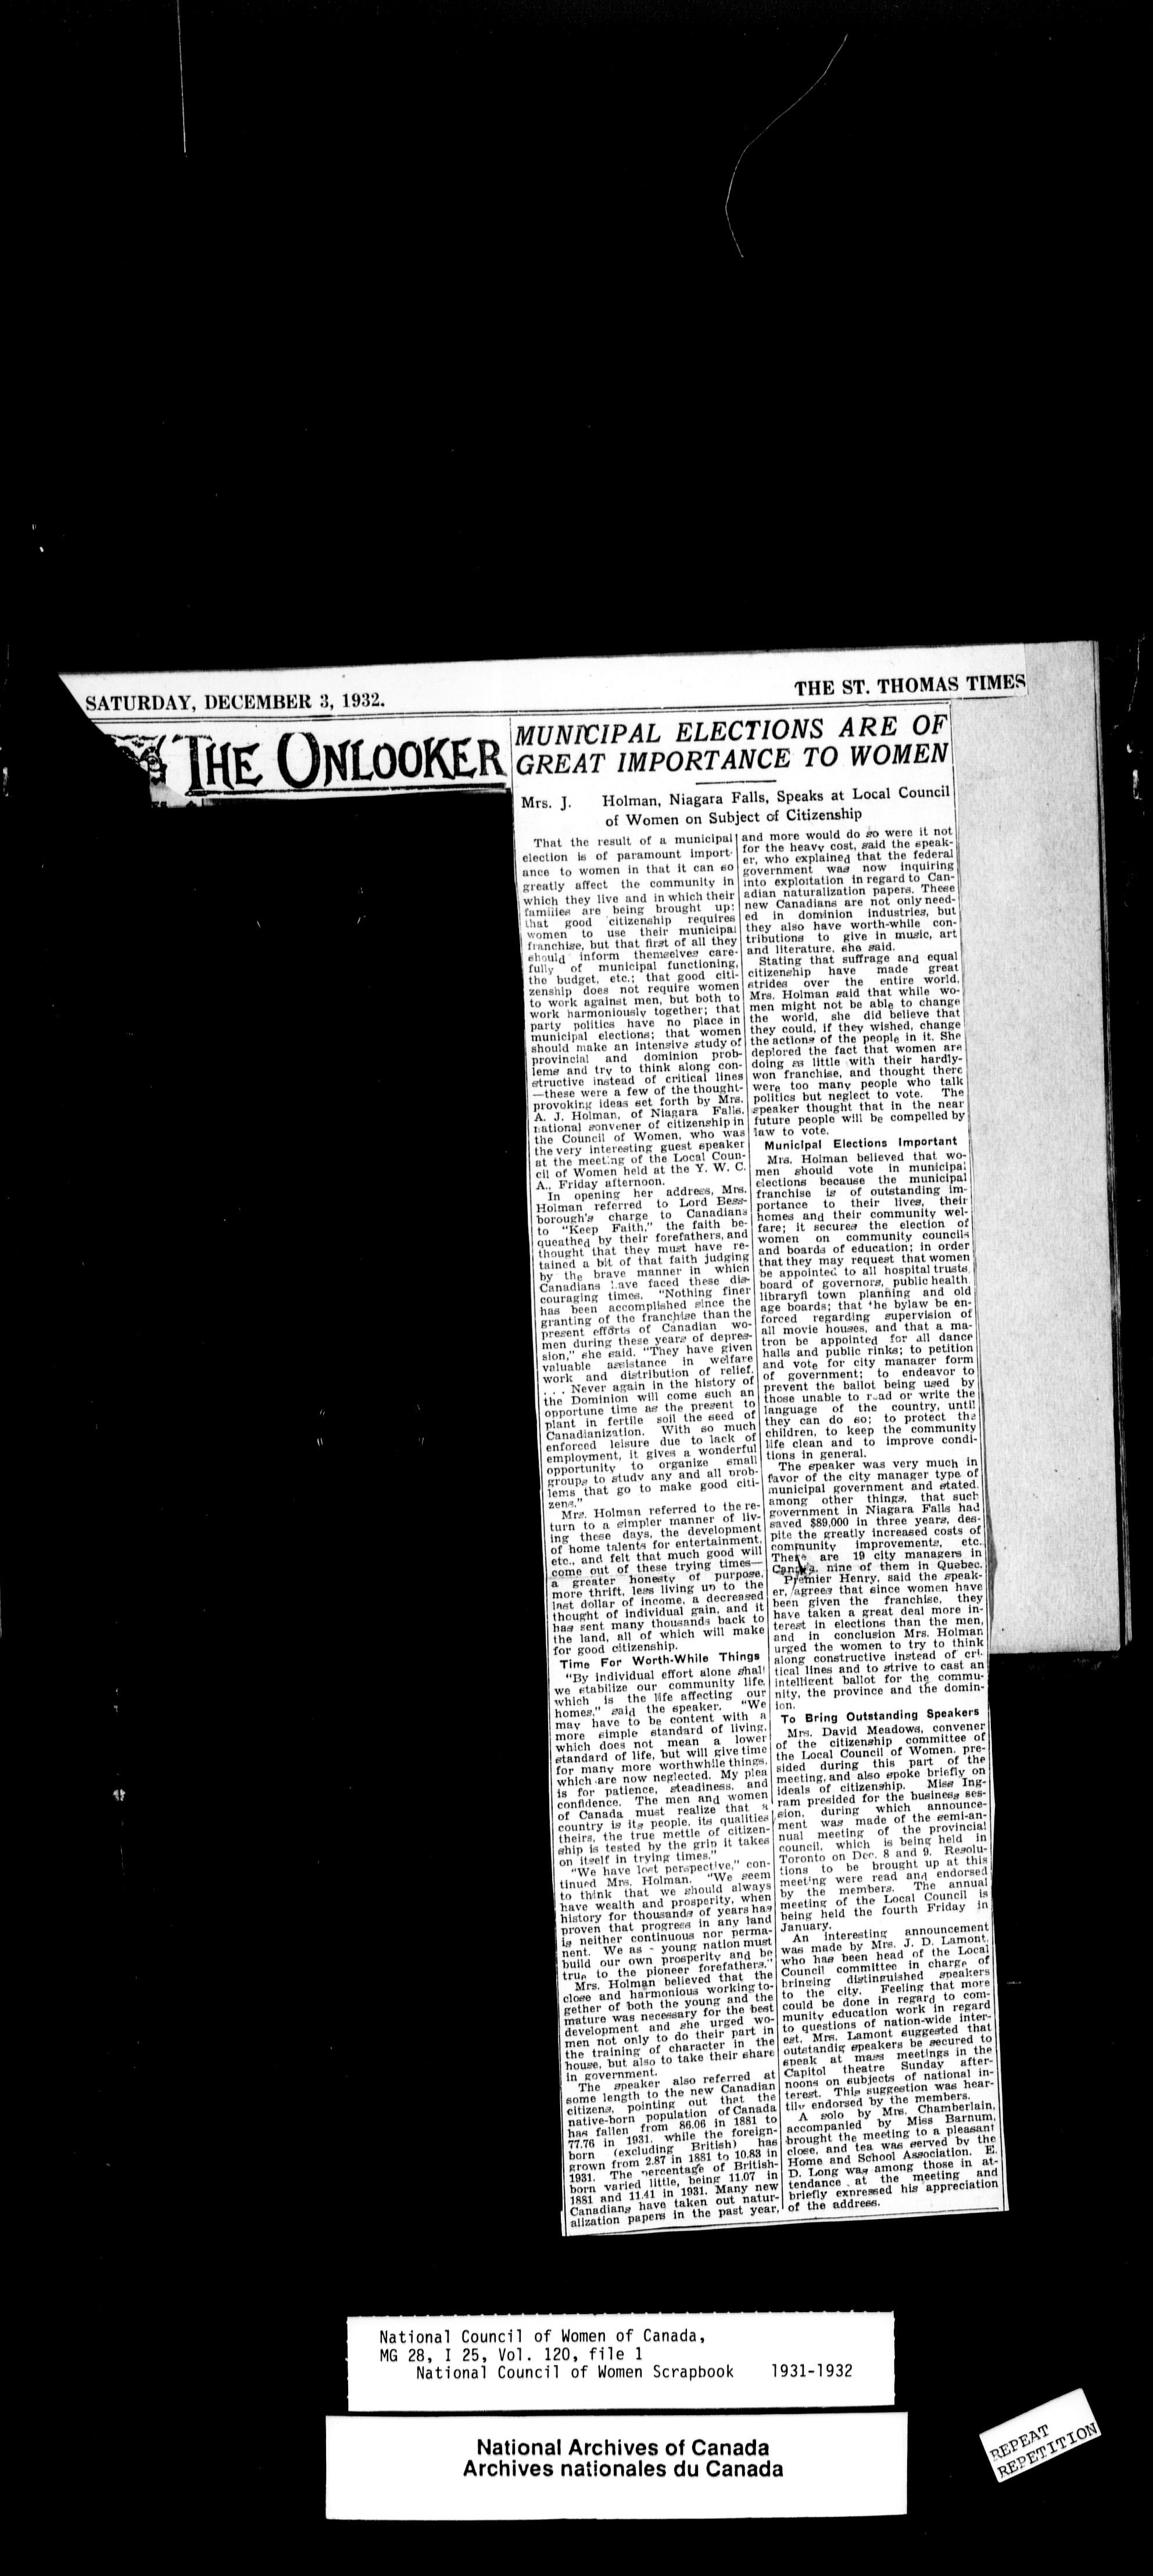 SATURDAY, DECEMBER 3, 1932.
THE ST. THOMAS TIMES
THE ONLOOKER
MUNICIPAL ELECTIONS ARE OF
GREAT IMPORTANCE TO WOMEN
Mrs. J. Holman, Niagara Falls, Speaks at Local Council
of Women on Subject of Citizenship
That the result of a municipal
election is of paramount import-
ance to women in that it can so
greatly affect the community in
which they live and in which their
families are being brought up;
that good citizenship requires
women to use their municipal
franchise, but that first of all they
should inform themselves care-
fully of municipal functioning,
the budget, etc.; that good citi-
zenship does not require women
to work against men, but both to
work harmoniously together; that
party politics have no place in
municipal elections; that women
should make an intensive study of
provincial and dominion prob-
lems and try to think along con-
structive instead of critical lines
—these were a few of the thought-
provoking ideas set forth by Mrs.
A. J. Holman, of Niagara Falls,
national convener of citizenship in
the Council of Women, who was
the very interesting guest speaker
at the meeting of the Local Coun-
cil of Women held at the Y. W. C.
A., Friday afternoon.
In opening her address, Mrs.
Holman referred to Lord Bess-
borough's charge to Canadians
to "Keep Faith," the faith be-
queathed by their forefathers, and
thought that they must have re-
tained a bit of that faith judging
by the brave manner in which
Canadians have faced these dis-
couraging times. "Nothing finer
has been accomplished since the
granting of the franchise than the
present efforts of Canadian wo-
men during these years of depres-
sion," she said. "They have given
valuable assistance in welfare
work and distribution of relief.
. . . Never again in the history of
the Dominion will come such an
opportune time as the present to
plant in fertile soil the seed of
Canadianization. With so much
enforced leisure due to lack of
employment, it gives a wonderful
opportunity to organize small
groups to study any and all prob-
lems that go to make good citi-
zens."
Mrs. Holman referred to the re-
turn to a simpler manner of liv-
ing these days, the development
of home talents for entertainment,
etc., and felt that much good will
come out of these trying times—
a greater honesty of purpose,
more thrift, less living up to the
last dollar of income, a decreased
thought of individual gain, and it
has sent many thousands back to
the land, all of which will make
for good citizenship.
Time For Worth-While Things
"By individual effort alone shall
we stabilize our community life,
which is the life affecting our
homes," said the speaker. "We
may have to be content with a
more simple standard of living,
which does not mean a lower
standard of life, but will give time
for many more worthwhile things,
which are now neglected. My plea
is for patience, steadiness, and
confidence. The men and women
of Canada must realize that a
country is its people, its qualities
theirs, the true mettle of citizen-
ship is tested by the grip it takes
on itself in trying times."
"We have lost perspective," con-
tinued Mrs. Holman. "We seem
to think that we should always
have wealth and prosperity, when
history for thousands of years has
proven that progress in any land
is neither continuous nor perma-
nent. We as - young nation must
build our own prosperity and be
true to the pioneer forefathers."
Mrs. Holman believed that the
close and harmonious working to-
gether of both the young and the
mature was necessary for the best
development and she urged wo-
men not only to do their part in
the training of character in the
house, but also to take their share
in government.
The speaker also referred at
some length to the new Canadian
citizens, pointing out that the
native-born population of Canada
has fallen from 86.06 in 1881 to
77.76 in 1931, while the foreign-
born (excluding British) has
grown from 2.87 in 1881 to 10.83 in
1931. The percentage of British-
born varied little, being 11.07 in
1881 and 11.41 in 1931. Many new
Canadians have taken out natur-
alization papers in the past year,
and more would do so were it not
for the heavy cost, said the speak-
er, who explained that the federal
government was now inquiring
into exploitation in regard to Can-
adian naturalization papers. These
new Canadians are not only need-
ed in dominion industries, but
they also have worth-while con-
tributions to give in music, art
and literature, she said.
Stating that suffrage and equal
citizenship have made great
strides over the entire world,
Mrs. Holman said that while wo-
men might not be able to change
the world, she did believe that
they could, if they wished, change
the actions of the people in it. She
deplored the fact that women are
doing as little with their hardly-
won franchise, and thought there
were too many people who talk
politics but neglect to vote. The
speaker thought that in the near
future people will be compelled by
law to vote.
Municipal Elections Important
Mrs. Holman believed that wo-
men should vote in municipal
elections because the municipal
franchise is of outstanding im-
portance to their lives, their
homes and their community wel-
fare; it secures the election of
women on community councils
and boards of education; in order
that they may request that women
be appointed to all hospital trusts,
board of governors, public health,
libraryfl town planning and old
age boards; that the bylaw be en-
forced regarding supervision of
all movie houses, and that a ma-
tron be appointed for all dance
halls and public rinks; to petition
and vote for city manager form
of government; to endeavor to
prevent the ballot being used by
those unable to read or write the
language of the country, until
they can do so; to protect the
children, to keep the community
life clean and to improve condi-
tions in general.
The speaker was very much in
favor of the city manager type of
municipal government and stated,
among other things, that such
government in Niagara Falls had
saved $89,000 in three years, des-
pite the greatly increased costs of
community improvements, etc.
There are 19 city managers in
Canada, nine of them in Quebec.
Premier Henry, said the speak-
er, agrees that since women have
been given the franchise, they
have taken a great deal more in-
terest in elections than the men,
and in conclusion Mrs. Holman
urged the women to try to think
along constructive instead of cri-
tical lines and to strive to cast an
intelligent ballot for the commu-
nity, the province and the domin-
ion.
To Bring Outstanding Speakers
Mrs. David Meadows, convener
of the citizenship committee of
the Local Council of Women, pre-
sided during this part of the
meeting, and also spoke briefly on
ideals of citizenship. Miss Ing-
ram presided for the business ses-
sion, during which announce-
ment was made of the semi-an-
nual meeting of the provincial
council, which is being held in
Toronto on Dec. 8 and 9. Resolu-
tions to be brought up at this
meeting were read and endorsed
by the members. The annual
meeting of the Local Council is
being held the fourth Friday in
January.
An interesting announcement
was made by Mrs. J. D. Lamont,
who has been head of the Local
Council committee in charge of
bringing distinguished speakers
to the city. Feeling that more
could be done in regard to com-
munity education work in regard
to questions of nation-wide inter-
est, Mrs. Lamont suggested that
outstandig speakers be secured to
speak at mass meetings in the
Capitol theatre Sunday after-
noons on subjects of national in-
terest. This suggestion was hear-
tily endorsed by the members.
A solo by Mrs. Chamberlain,
accompanied by Miss Barnum,
brought the meeting to a pleasant
close, and tea was served by the
Home and School Association. E.
D. Long was among those in at-
tendance at the meeting and
briefly expressed his appreciation
of the address.
National Council of Women of Canada,
MG 28, I 25, Vol. 120, file 1
National Council of Women Scrapbook 1931-1932
National Archives of Canada
Archives nationales du Canada
REPEAT
REPETITION